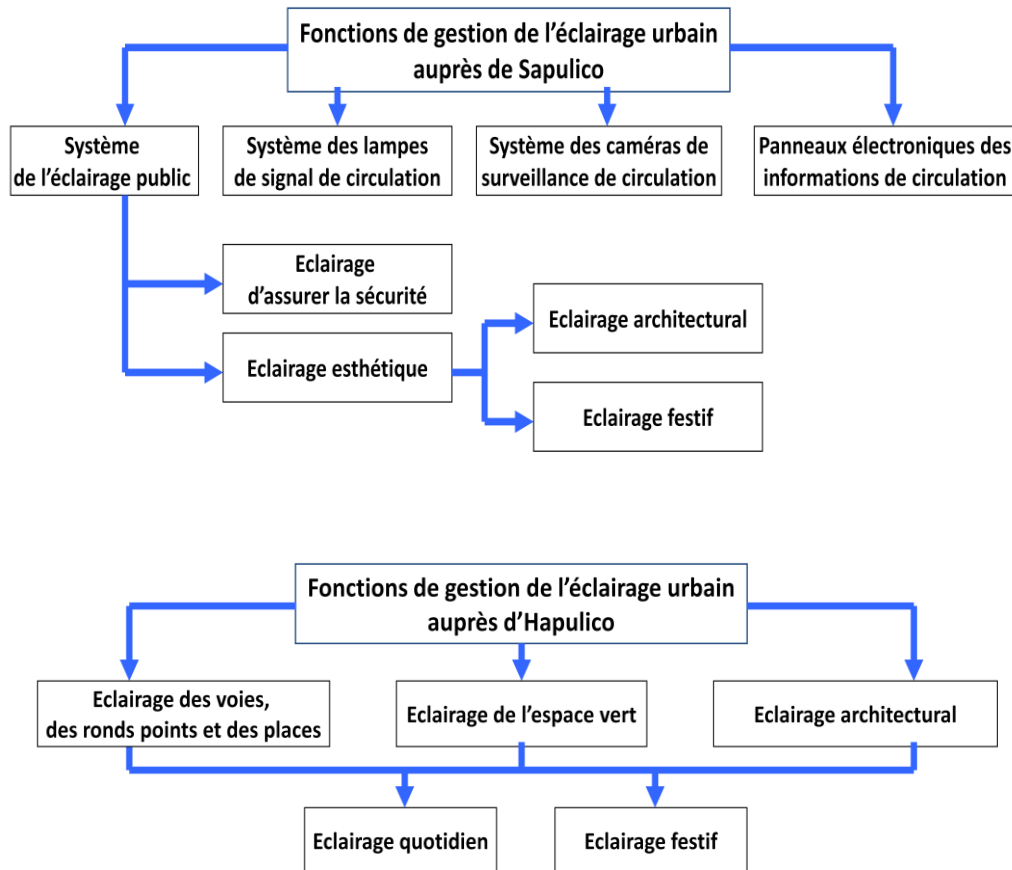 Fonctions de gestion de l’éclairage urbain
auprès de Sapulico
Système
de l’éclairage public
Système des lampes
de signal de circulation
Système des caméras de
surveillance de circulation
Panneaux électroniques des
informations de circulation
Eclairage
d’assurer la sécurité
Eclairage esthétique
Eclairage architectural
Eclairage festif
Fonctions de gestion de l’éclairage urbain
auprès d’Hapulico
Eclairage des voies,
des ronds points et des places
Eclairage de l’espace vert
Eclairage architectural
Eclairage quotidien
Eclairage festif